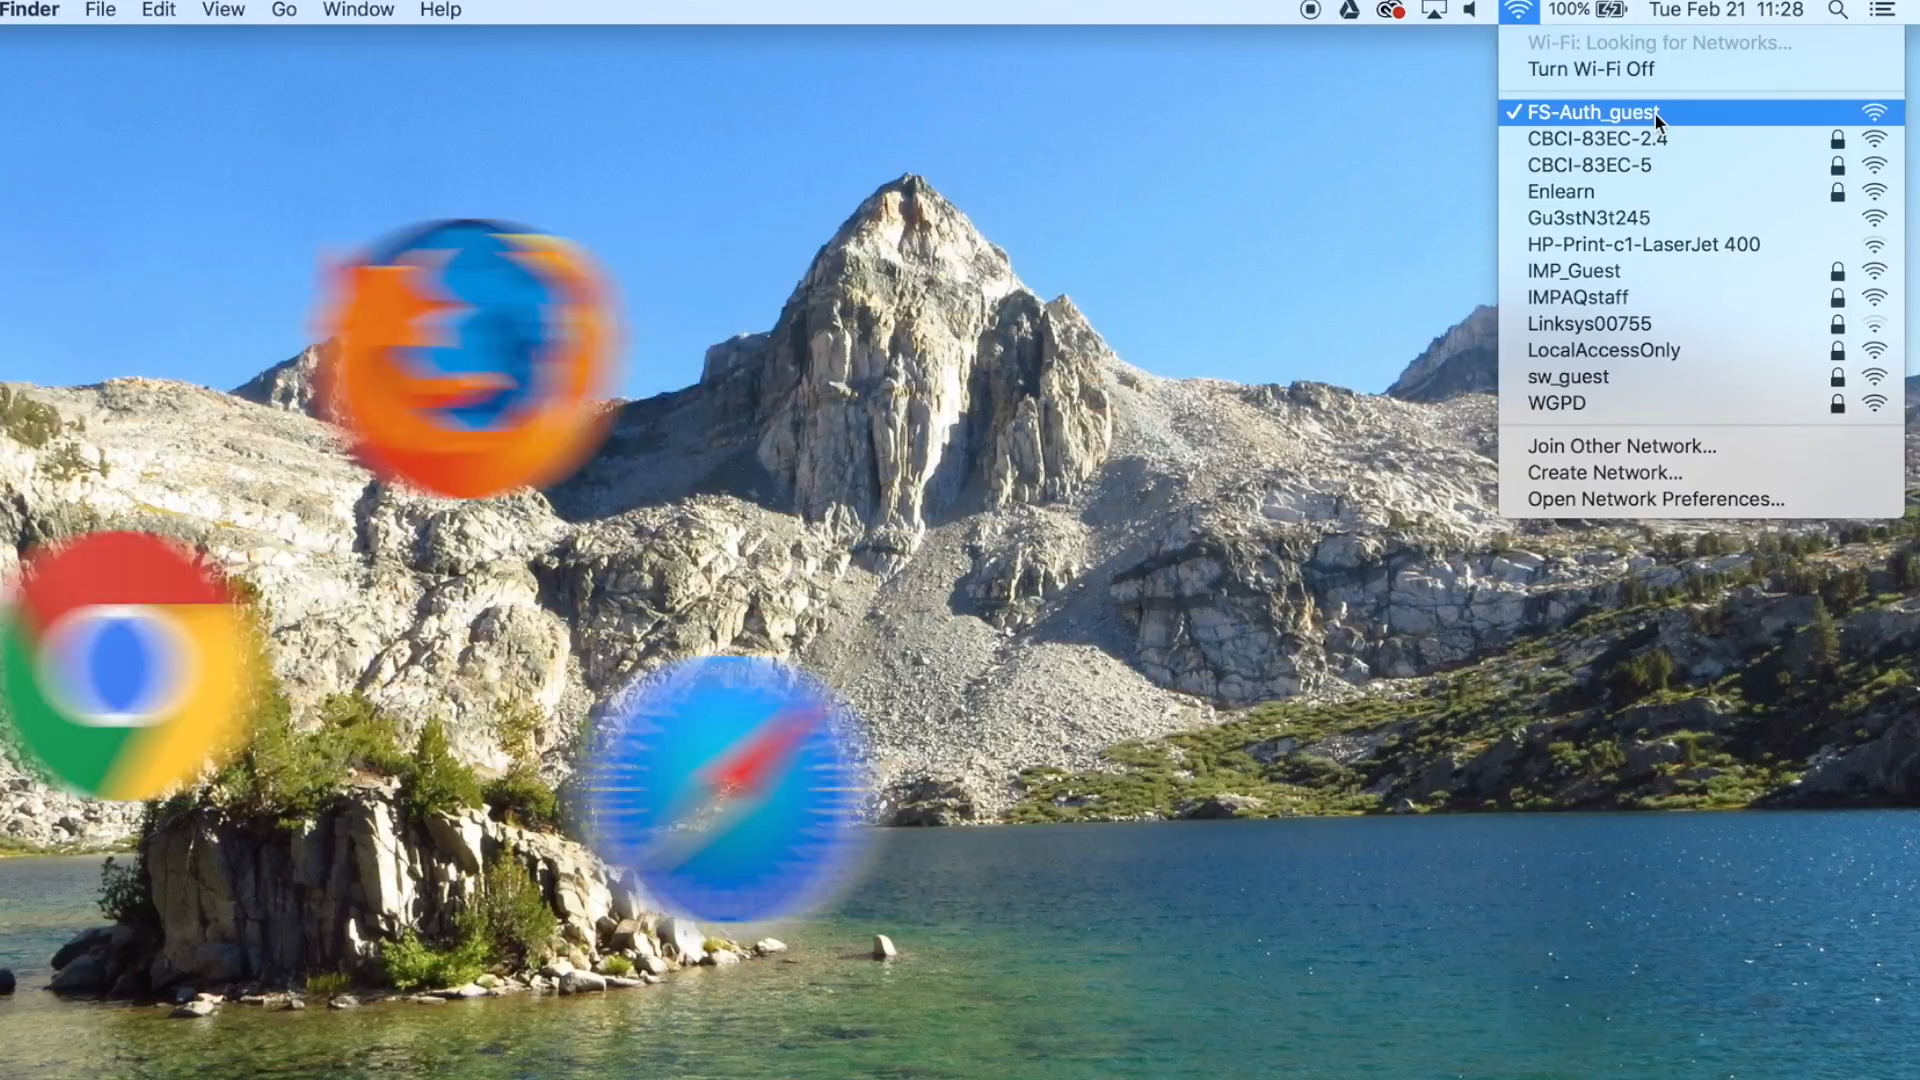 Finder File Edit View Go Window Help 100% Tue Feb 21 11:28
Wi-Fi: Looking for Networks...
Turn Wi-Fi Off
FS-Auth_guest
CBCI-83EC-2.4
CBCI-83EC-5
Enlearn
Gu3stN3t245
HP-Print-c1-LaserJet 400
IMP_Guest
IMPAQstaff
Linksys00755
LocalAccessOnly
sw_guest
WGPD
Join Other Network...
Create Network...
Open Network Preferences...